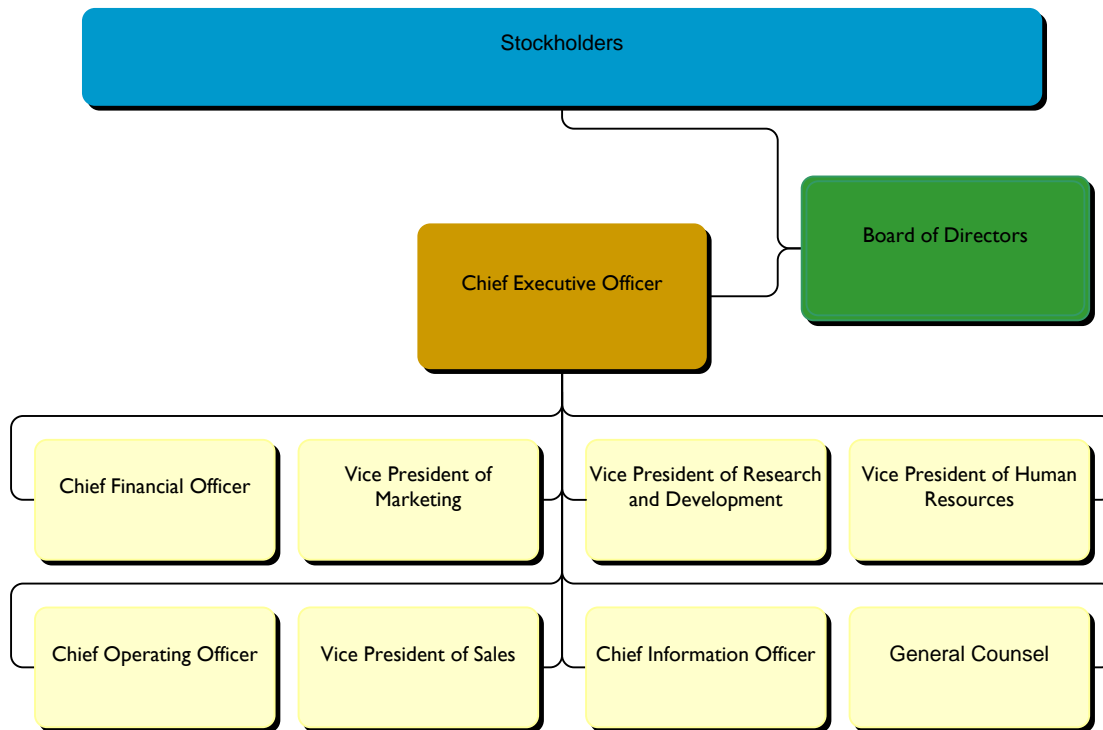 Stockholders
Board of Directors
Chief Executive Officer
Chief Financial Officer
Vice President of
Marketing
Vice President of Research
and Development
Vice President of Human
Resources
Chief Operating Officer
Vice President of Sales
Chief Information Officer
General Counsel